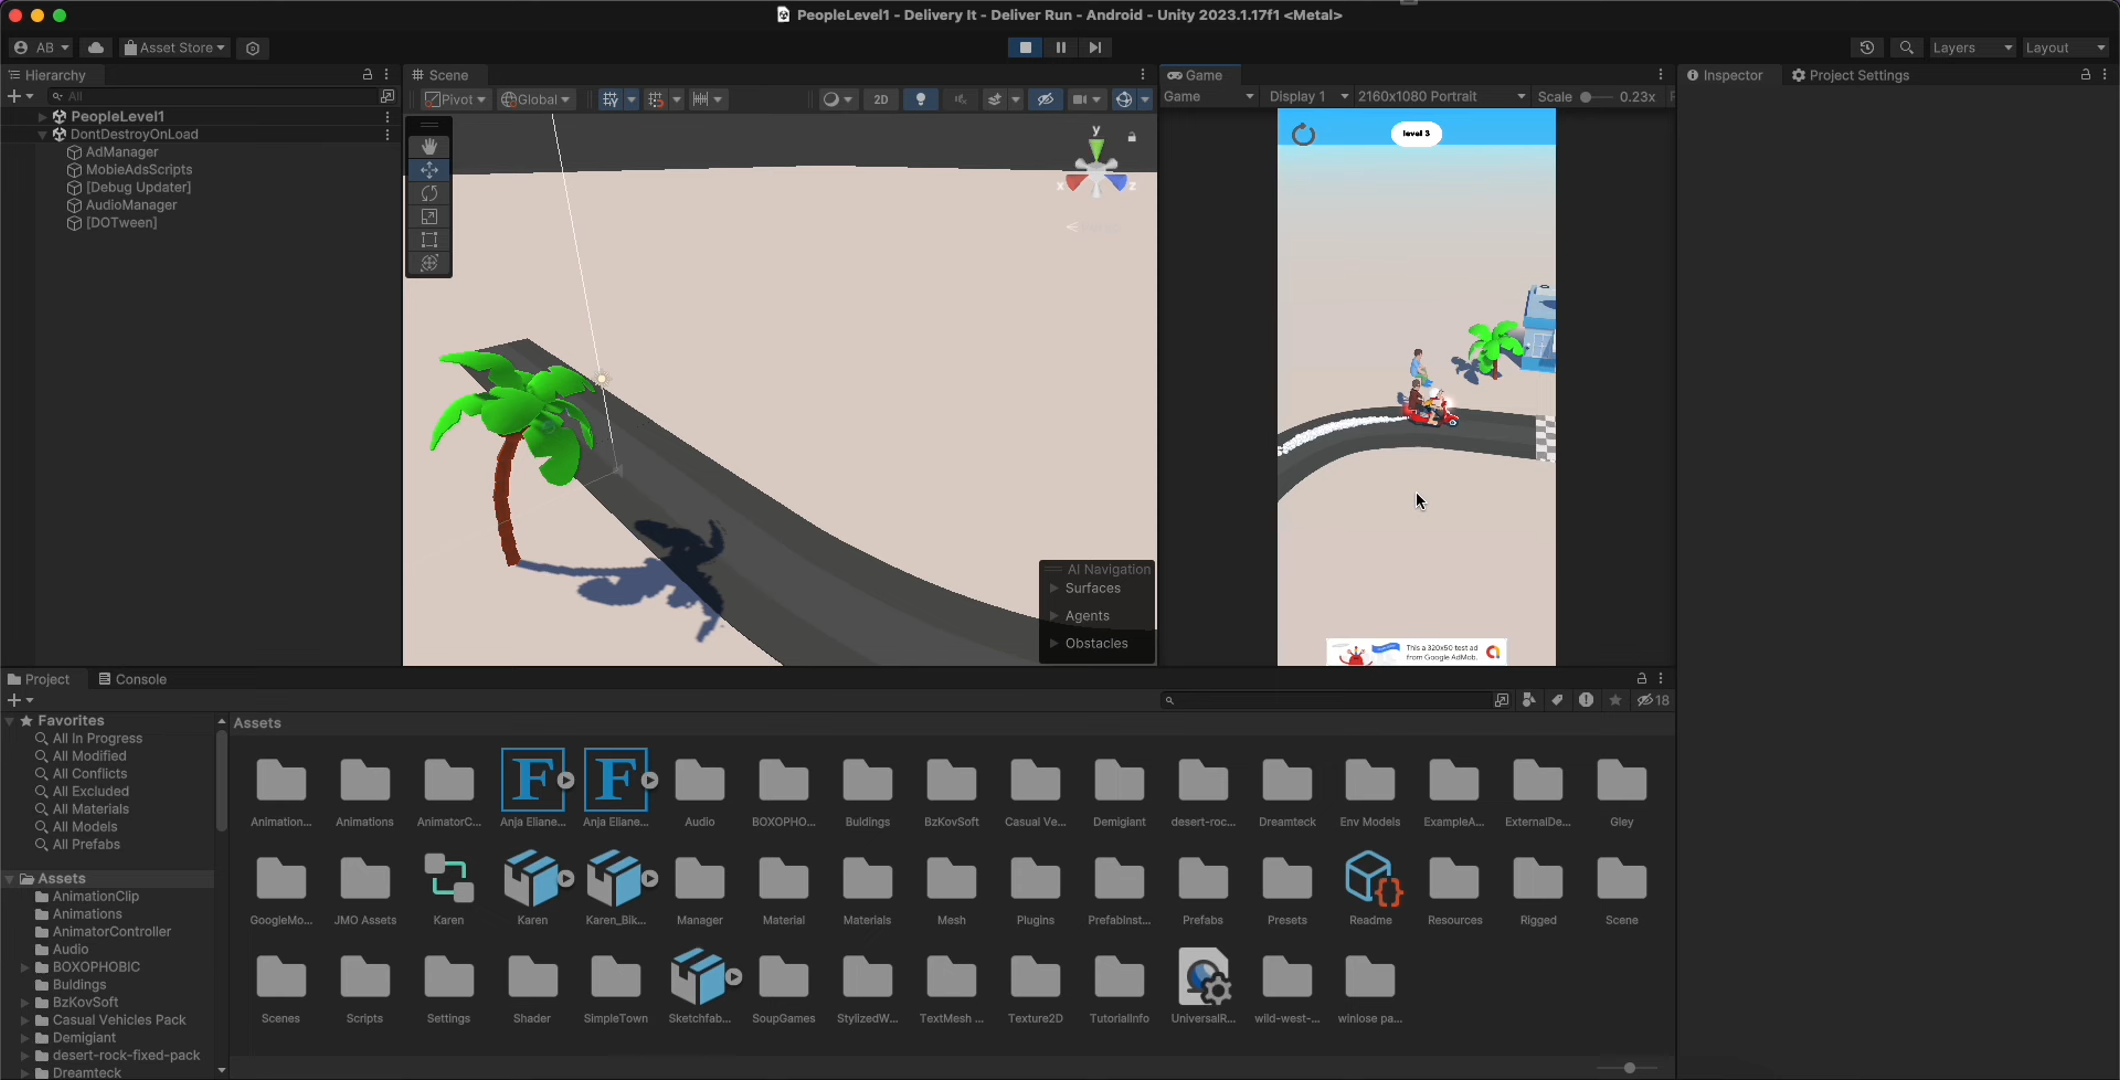 PeopleLevel1 - Delivery It - Deliver Run - Android - Unity 2023.1.17f1 <Metal>
AB
Asset Store
Layers
Layout
Hierarchy
All
PeopleLevel1
DontDestroyOnLoad
AdManager
MobieAdsScripts
[Debug Updater]
AudioManager
[DOTween]
Scene
Pivot
Global
2D
y
x
z
AI Navigation
Surfaces
Agents
Obstacles
Game
Game
Display 1
2160x1080 Portrait
Scale
0.23x
level 3
This a 320x50 test ad
from Google AdMob.
Inspector
Project Settings
Project
Console
18
Favorites
All In Progress
All Modified
All Conflicts
All Excluded
All Materials
All Models
All Prefabs
Assets
AnimationClip
Animations
AnimatorController
Audio
BOXOPHOBIC
Buldings
BzKovSoft
Casual Vehicles Pack
Demigiant
desert-rock-fixed-pack
Dreamteck
Assets
Animation...
Animations
AnimatorC...
Anja Eliane...
Anja Eliane...
Audio
BOXOPHO...
Buldings
BzKovSoft
Casual Ve...
Demigiant
desert-roc...
Dreamteck
Env Models
ExampleA...
ExternalDe...
Gley
GoogleMo...
JMO Assets
Karen
Karen
Karen_Bik...
Manager
Material
Materials
Mesh
Plugins
PrefabInst...
Prefabs
Presets
Readme
Resources
Rigged
Scene
Scenes
Scripts
Settings
Shader
SimpleTown
Sketchfab...
SoupGames
StylizedW...
TextMesh ...
Texture2D
TutorialInfo
UniversalR...
wild-west-...
winlose pa...